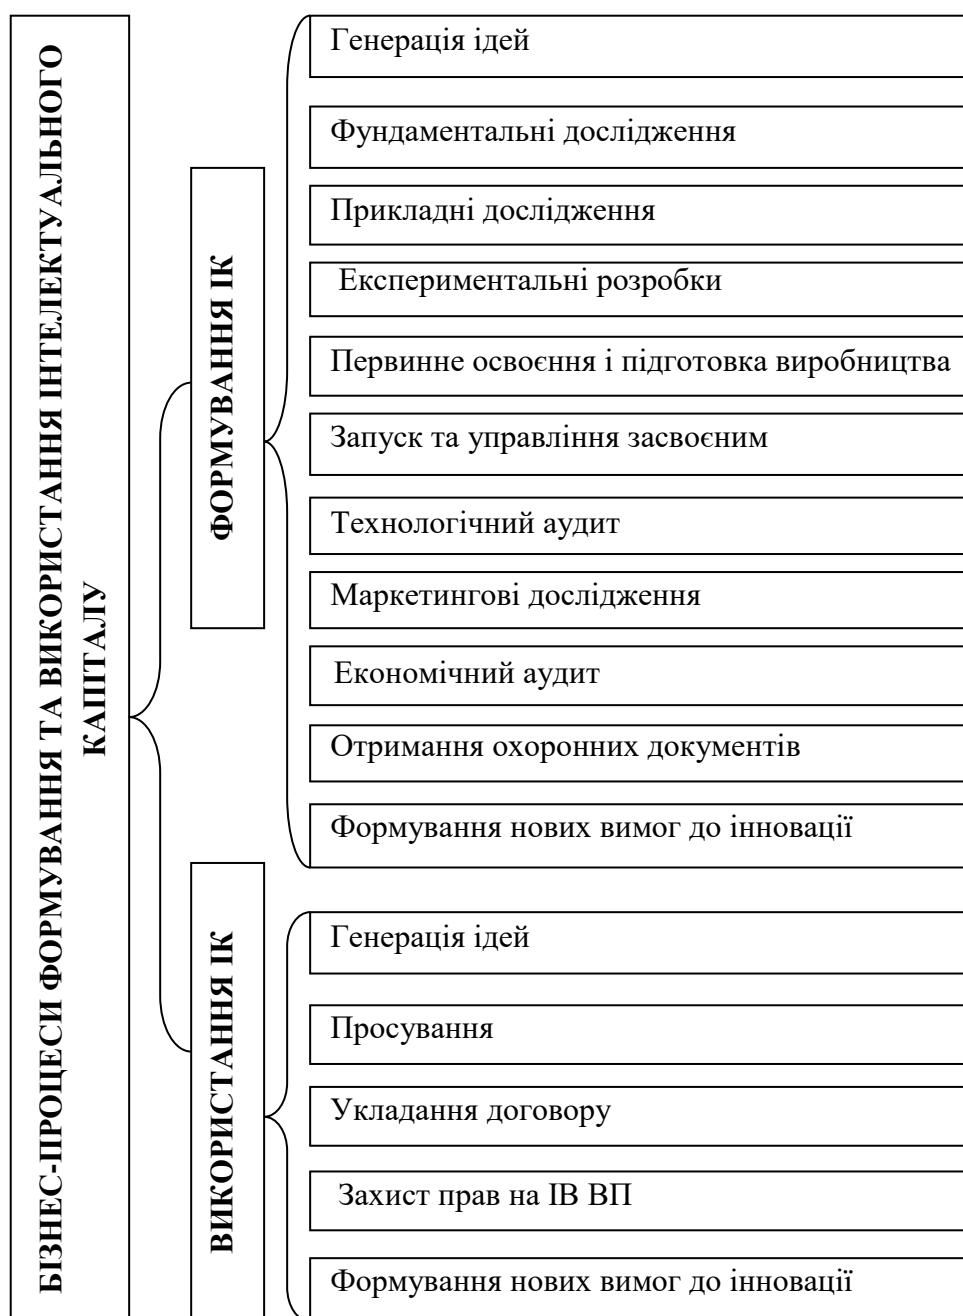 БІЗНЕС-ПРОЦЕСИ ФОРМУВАННЯ ТА ВИКОРИСТАННЯ ІНТЕЛЕКТУАЛЬНОГО
КАПІТАЛУ
ФОРМУВАННЯ ІК
Генерація ідей
Фундаментальні дослідження
Прикладні дослідження
Експериментальні розробки
Первинне освоєння і підготовка виробництва
Запуск та управління засвоєним
Технологічний аудит
Маркетингові дослідження
Економічний аудит
Отримання охоронних документів
Формування нових вимог до інновації
ВИКОРИСТАННЯ ІК
Генерація ідей
Просування
Укладання договору
Захист прав на ІВ ВП
Формування нових вимог до інновації